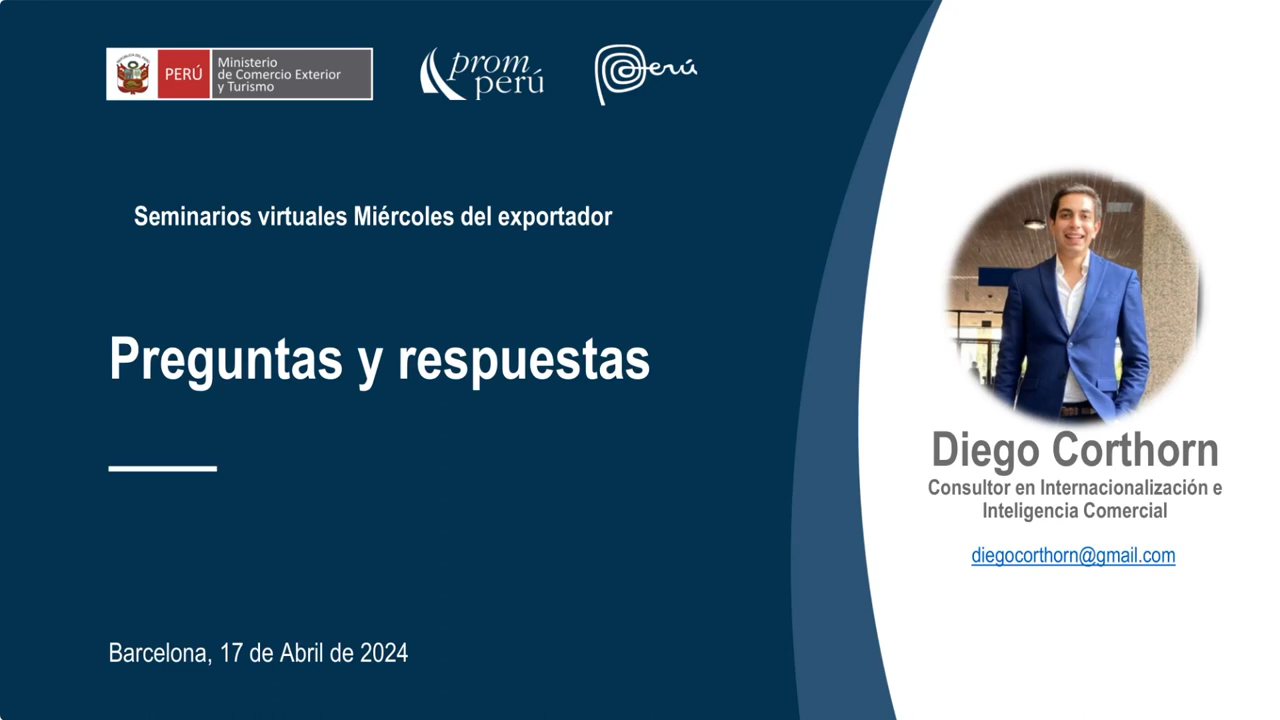 PERÚ
Ministerio
de Comercio Exterior
y Turismo
prom
perú
Perú
Seminarios virtuales Miércoles del exportador
Preguntas y respuestas
Diego Corthorn
Consultor en Internacionalización e
Inteligencia Comercial
diegocorthorn@gmail.com
Barcelona, 17 de Abril de 2024